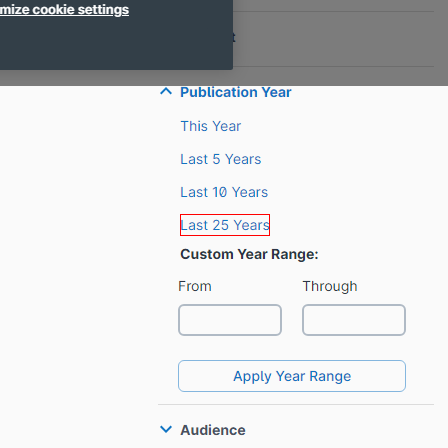 mize cookie settings
t
Publication Year
This Year
Last 5 Years
Last 10 Years
Last 25 Years
Custom Year Range:
From Through
Apply Year Range
Audience